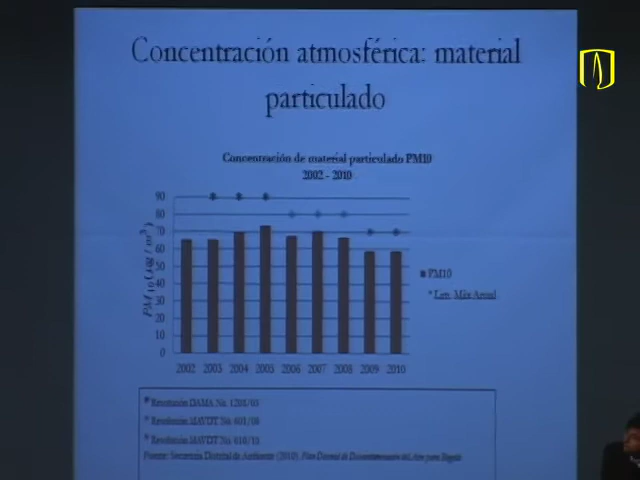 Concentración atmosférica: material
particulado
Concentración de material particulado PM10
2002 - 2010
90
80
70
60
50
40
30
20
10
0
2002 2003 2004 2005 2006 2007 2008 2009 2010
PM10
Máx Anual
Resolución DAMA No. 1208/03
Resolución MAVDT No. 601/06
Resolución MAVDT No. 610/10
Fuente: Secretaría Distrital de Ambiente (2010). Plan Decenal de Descontaminación del Aire para Bogotá